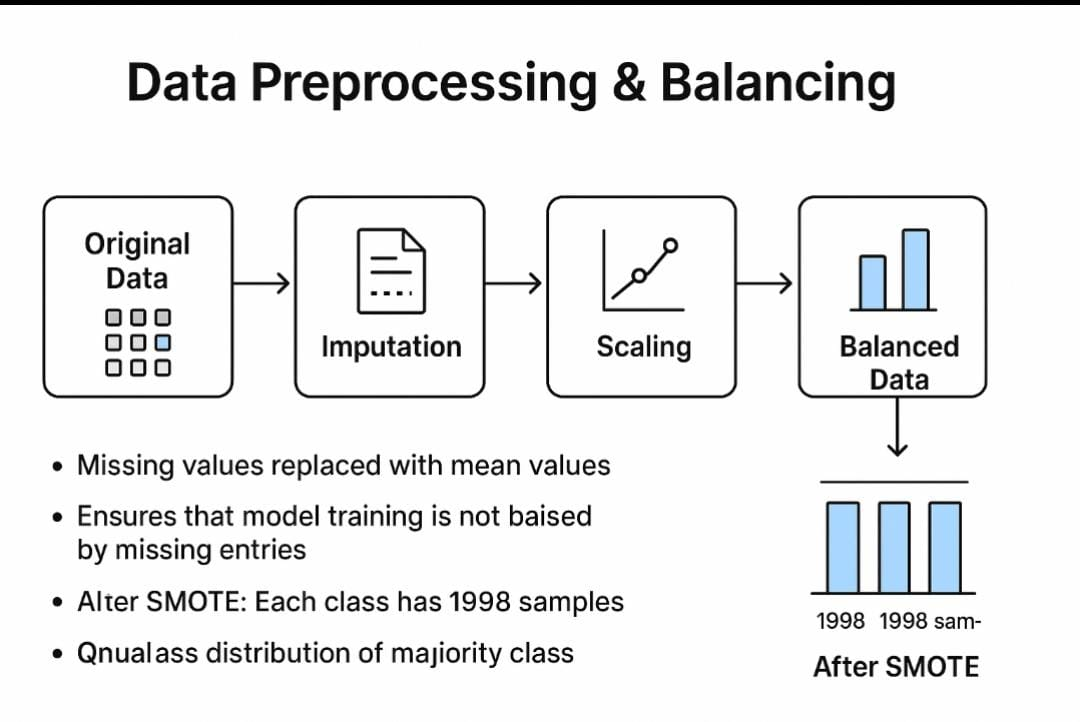 Data Preprocessing & Balancing
Original
Data
Imputation
Scaling
Balanced
Data
• Missing values replaced with mean values
• Ensures that model training is not baised
by missing entries
• Alter SMOTE: Each class has 1998 samples
• Qnualass distribution of majiority class
1998 1998 sam-
After SMOTE